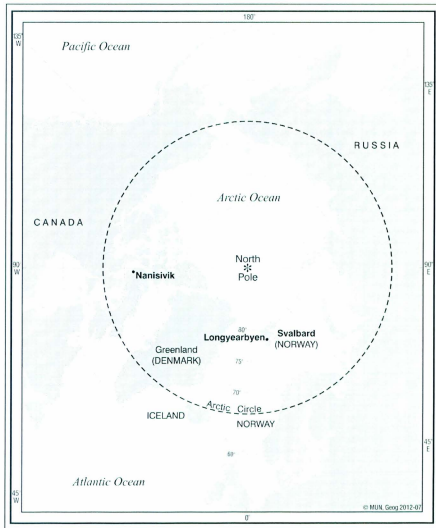 180°
135°
W
Pacific Ocean
135°
E
RUSSIA
Arctic Ocean
CANADA
North
90°
W
Nanisivik
Pole
90°
E
80°
Longyearbyen
Svalbard
(NORWAY)
Greenland
(DENMARK)
75°
70°
Arctic Circle
ICELAND
NORWAY
45°
E
Atlantic Ocean
45°
W
© MUN, Geog 2012-07
0°